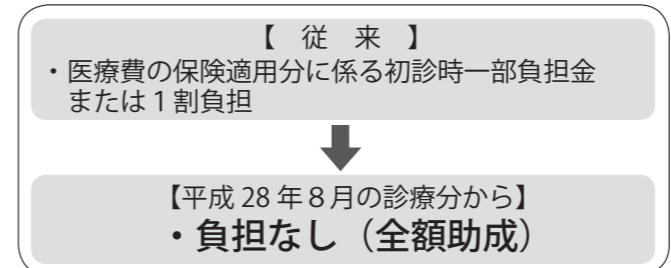 【 従 来 】
・医療費の保険適用分に係る初診時一部負担金
または１割負担
【平成 28 年８月の診療分から】
・負担なし（全額助成）